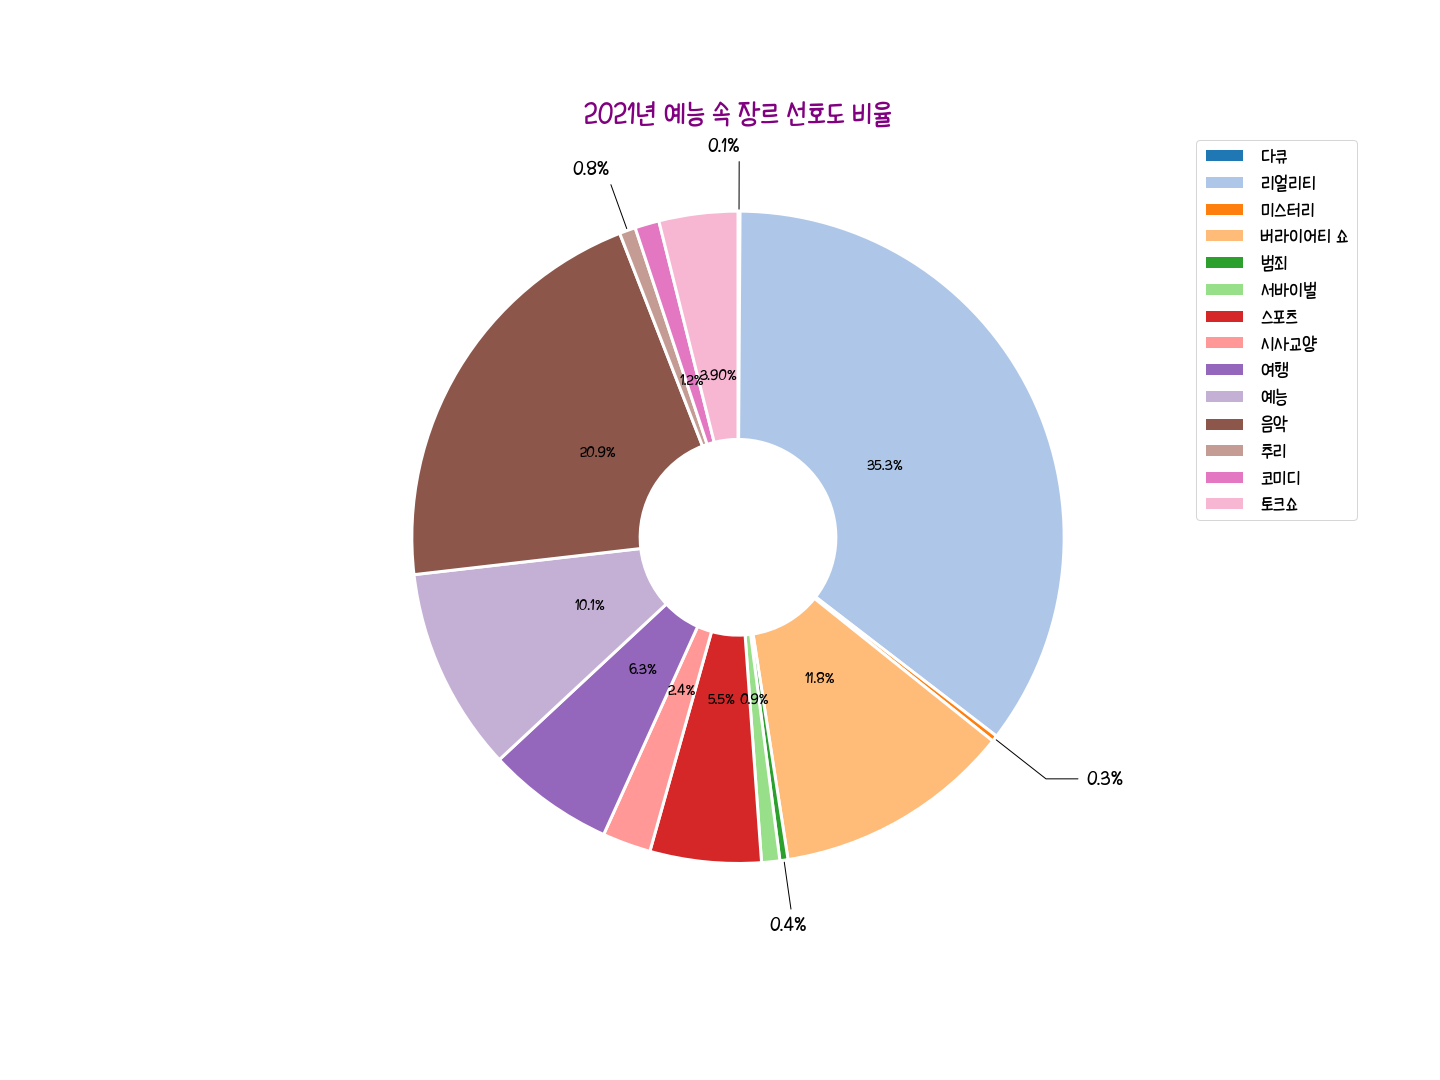 2021년 예능 속 장르 선호도 비율
0.1%
0.8%
다큐
리얼리티
미스터리
버라이어티 쇼
범죄
서바이벌
스포츠
시사교양
여행
예능
음악
추리
코미디
토크쇼
1.2%
3.90%
20.9%
35.3%
10.1%
6.3%
2.4%
5.5%
0.9%
11.8%
0.3%
0.4%